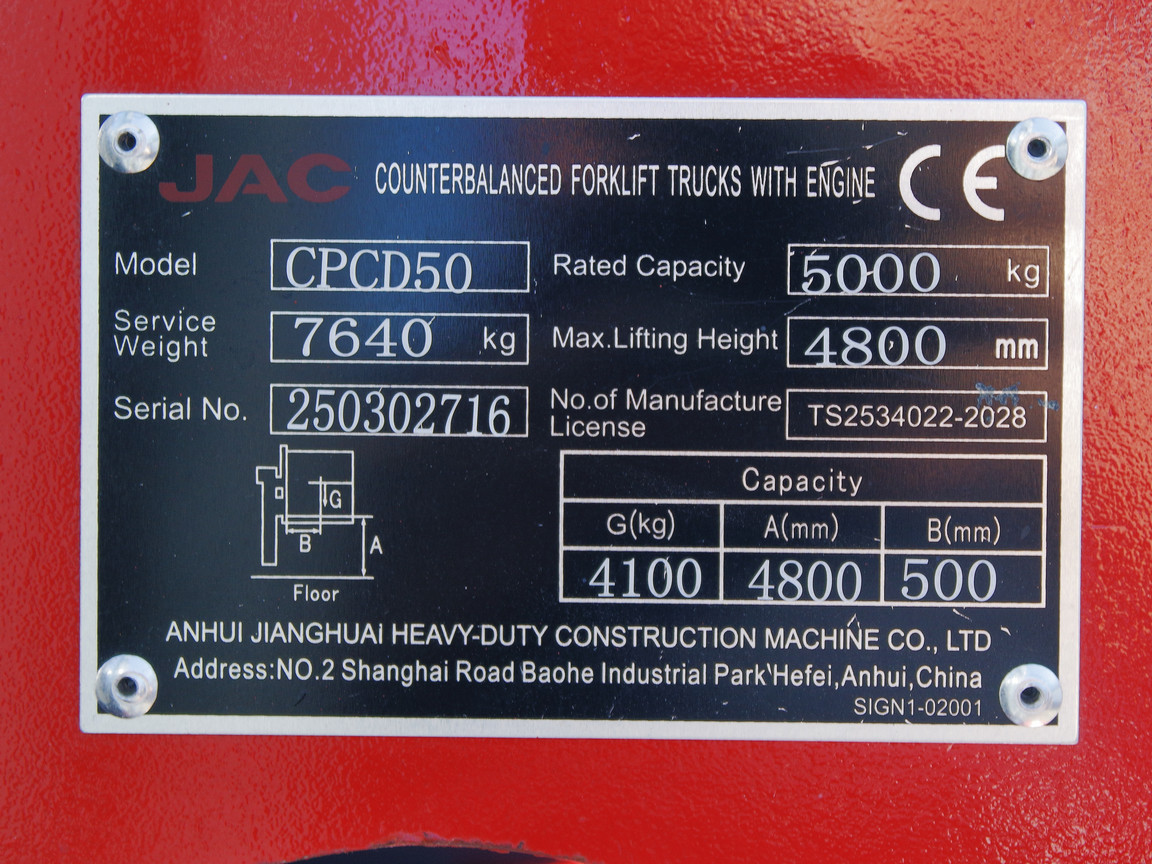 JAC COUNTERBALANCED FORKLIFT TRUCKS WITH ENGINE CE
Model CPCD50 Rated Capacity 5000 kg
Service Weight 7640 kg Max.Lifting Height 4800 mm
Serial No. 250302716 No.of Manufacture License TS2534022-2028
G
B
A
Floor
Capacity
G(kg) A(mm) B(mm)
4100 4800 500
ANHUI JIANGHUAi HEAVY-DUTY CONSTRUCTION MACHINE CO., LTD
Address:NO.2 Shanghai Road Baohe Industrial Park Hefei,Anhui,China
SIGN1-02001